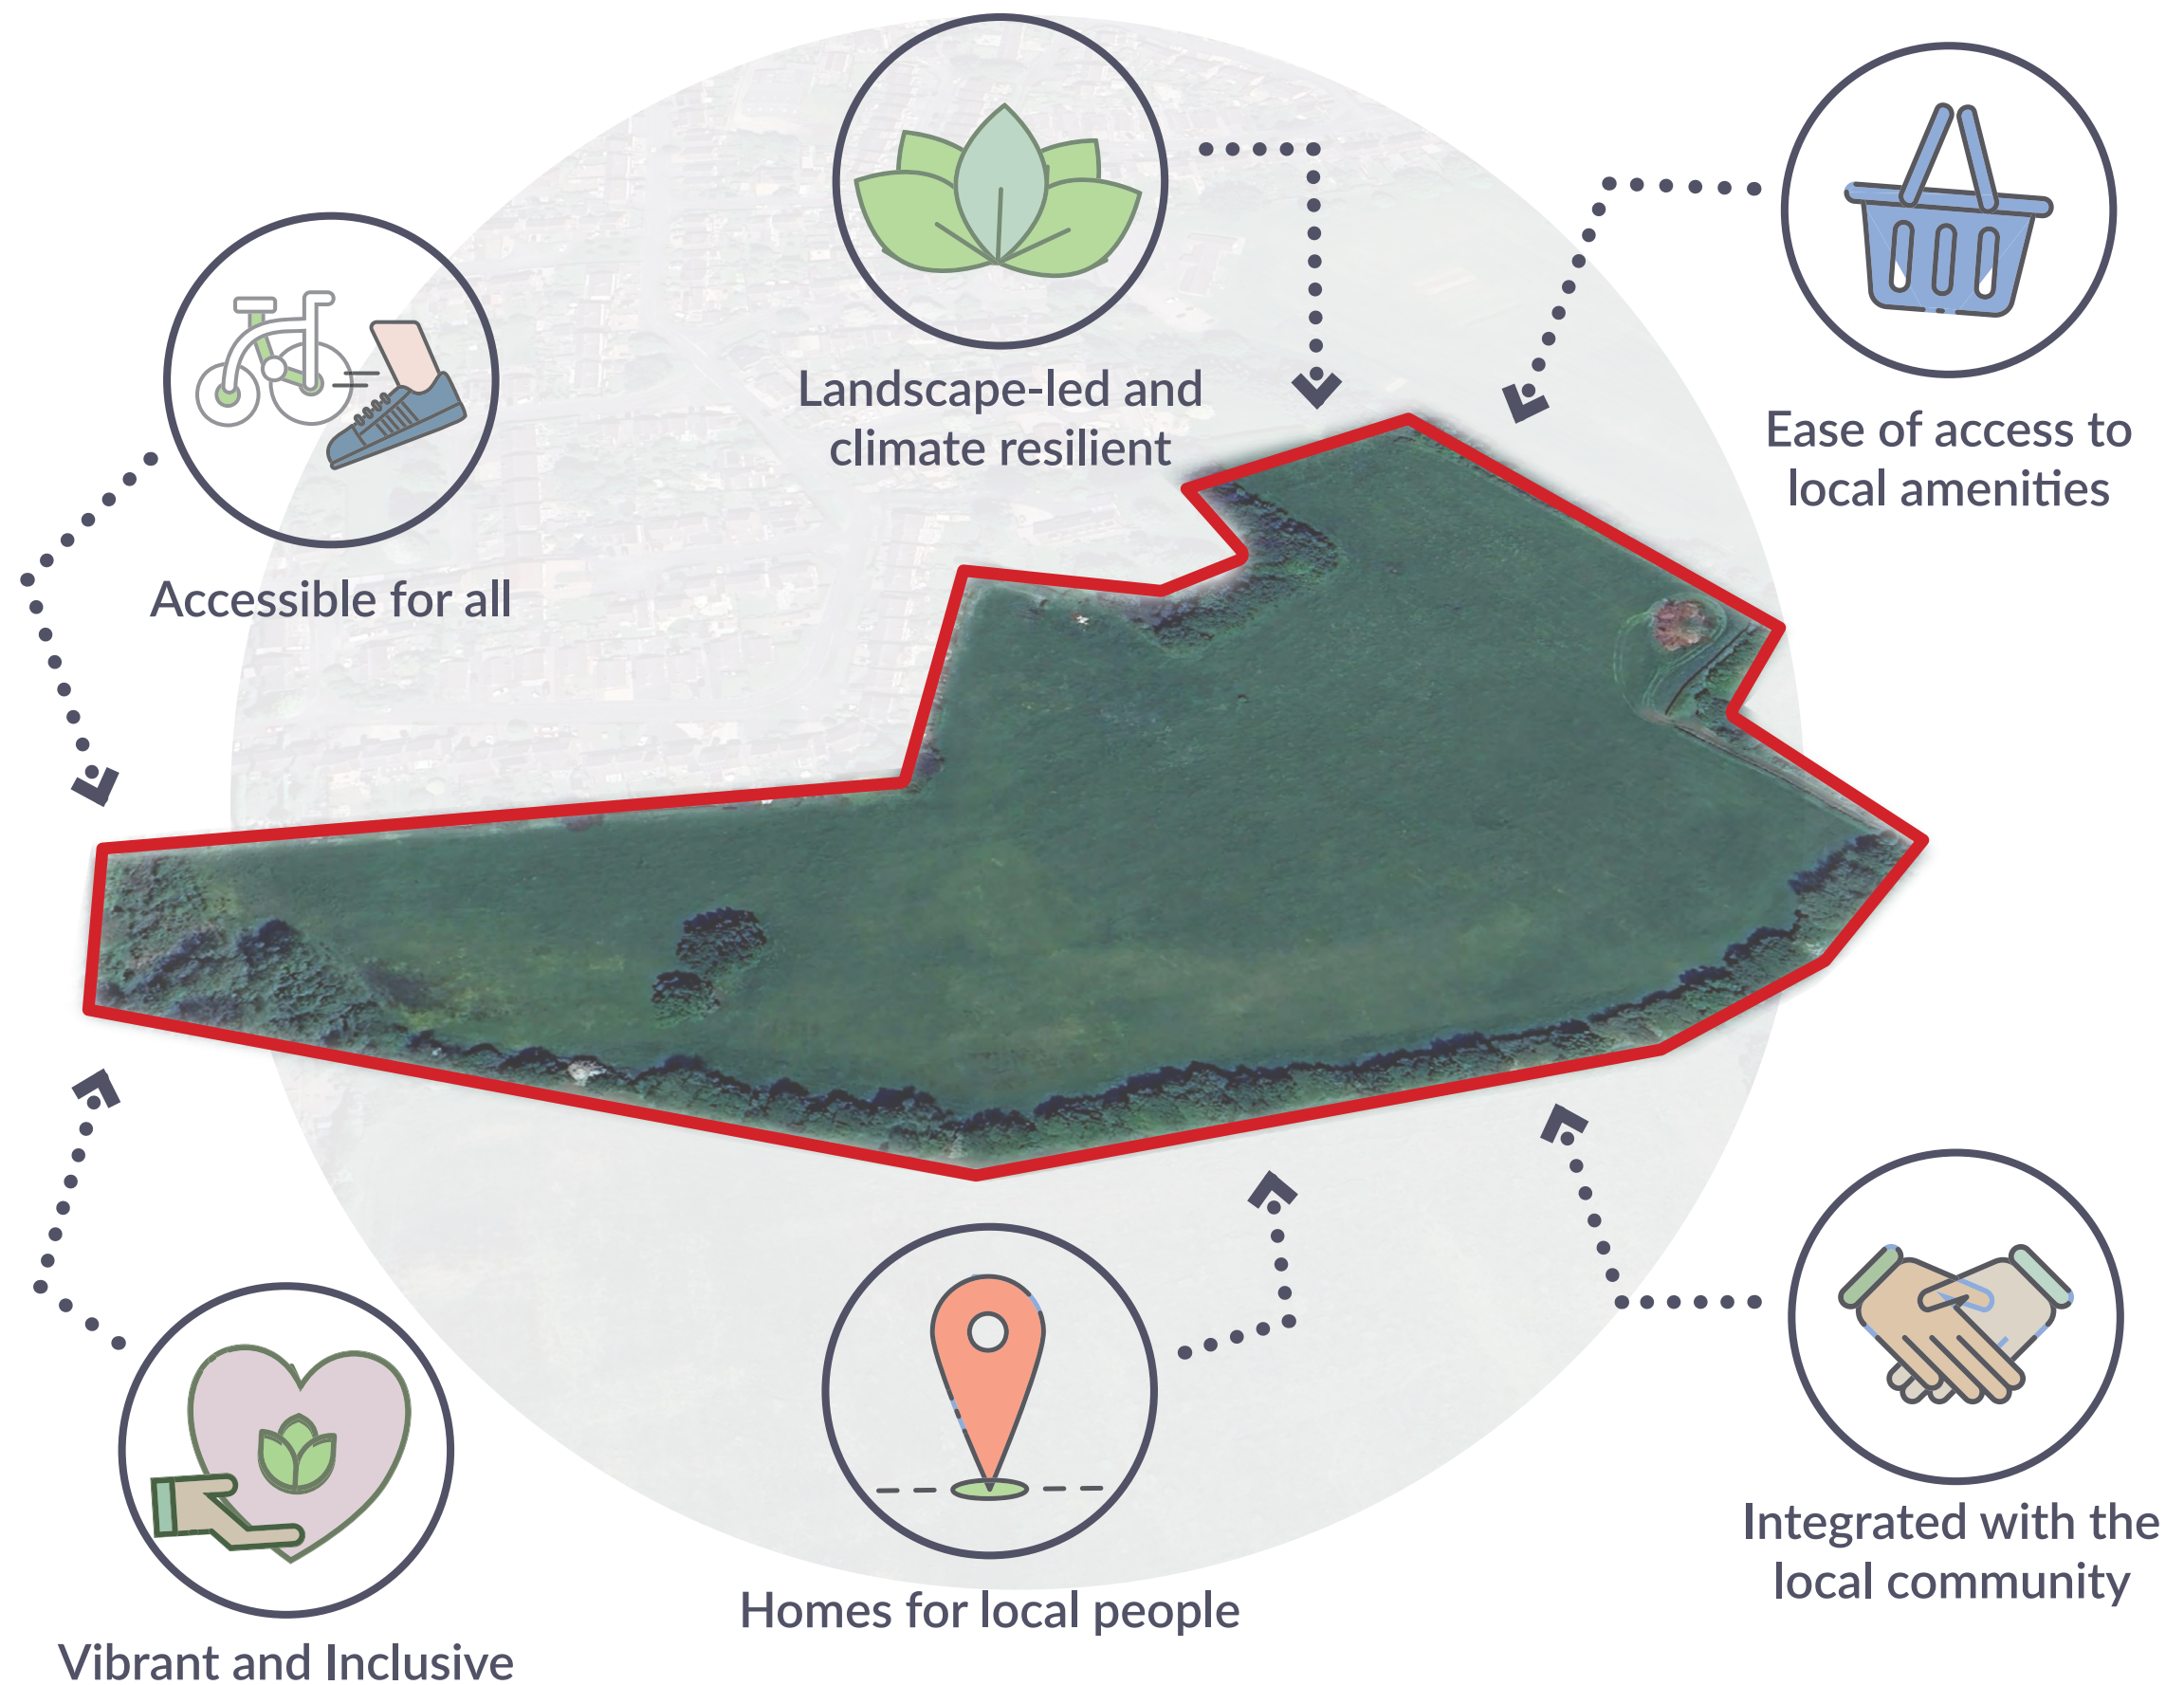 Landscape-led and
climate resilient
Ease of access to
local amenities
Accessible for all
Integrated with the
local community
Homes for local people
Vibrant and Inclusive